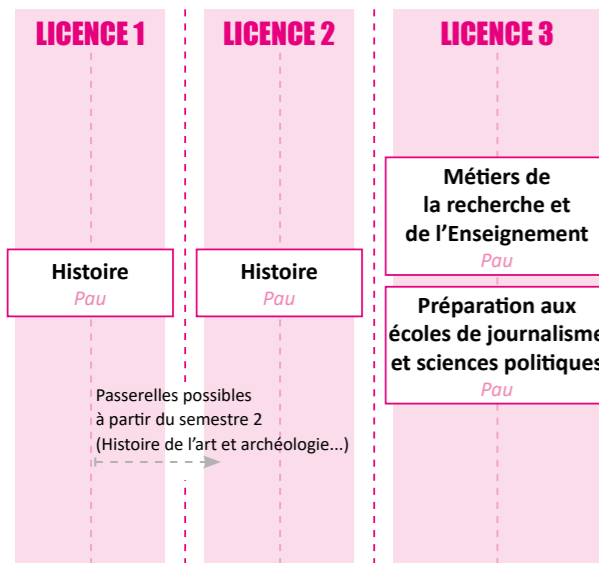 LICENCE 1
LICENCE 2
LICENCE 3
Métiers de
la recherche et
de l'Enseignement
Pau
Histoire
Pau
Histoire
Pau
Préparation aux
écoles de journalisme
et sciences politiques
Pau
Passerelles possibles
à partir du semestre 2
(Histoire de l'art et archéologie...)